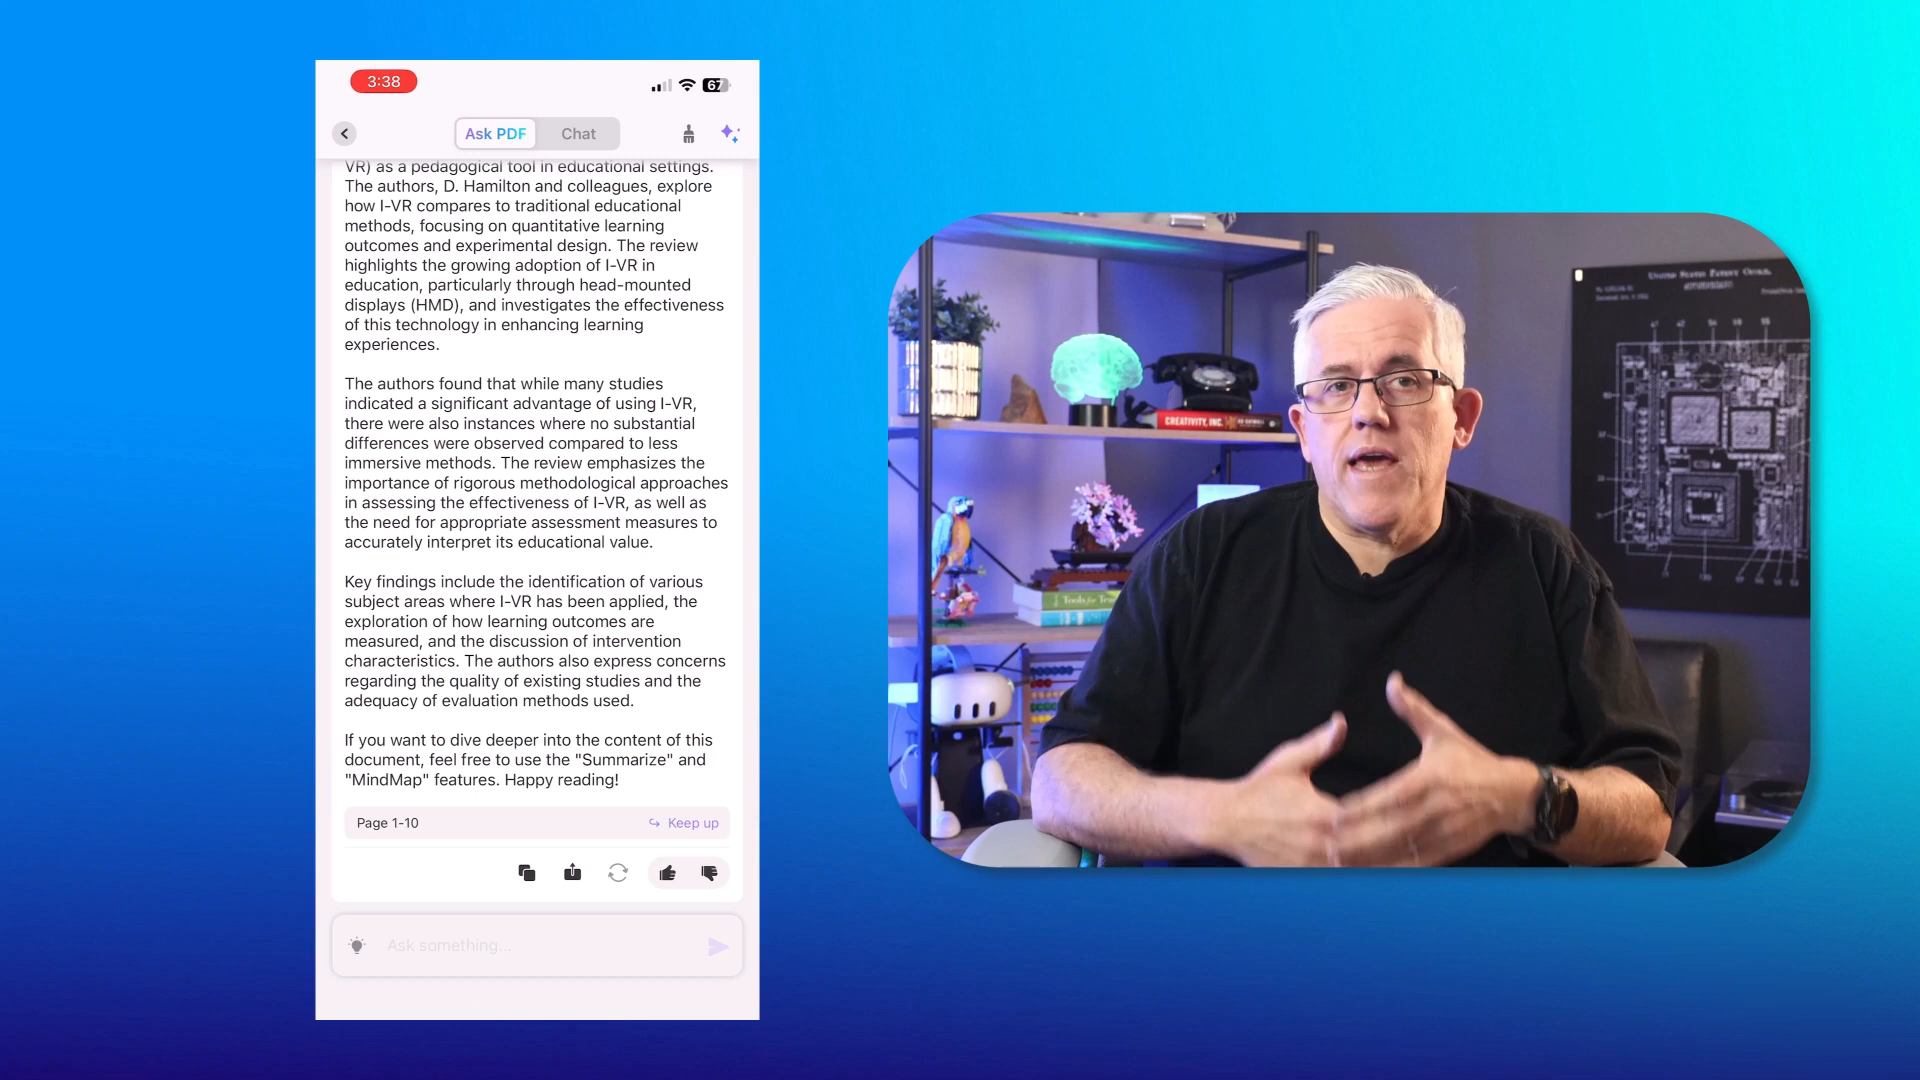 3:38
67
Ask PDF
Chat
VR) as a pedagogical tool in educational settings.
The authors, D. Hamilton and colleagues, explore
how I-VR compares to traditional educational
methods, focusing on quantitative learning
outcomes and experimental design. The review
highlights the growing adoption of I-VR in
education, particularly through head-mounted
displays (HMD), and investigates the effectiveness
of this technology in enhancing learning
experiences.
The authors found that while many studies
indicated a significant advantage of using I-VR,
there were also instances where no substantial
differences were observed compared to less
immersive methods. The review emphasizes the
importance of rigorous methodological approaches
in assessing the effectiveness of I-VR, as well as
the need for appropriate assessment measures to
accurately interpret its educational value.
Key findings include the identification of various
subject areas where I-VR has been applied, the
exploration of how learning outcomes are
measured, and the discussion of intervention
characteristics. The authors also express concerns
regarding the quality of existing studies and the
adequacy of evaluation methods used.
If you want to dive deeper into the content of this
document, feel free to use the "Summarize" and
"MindMap" features. Happy reading!
Page 1-10
Keep up
Ask something...
United States Patent Office
CREATIVITY, INC.
Tools for